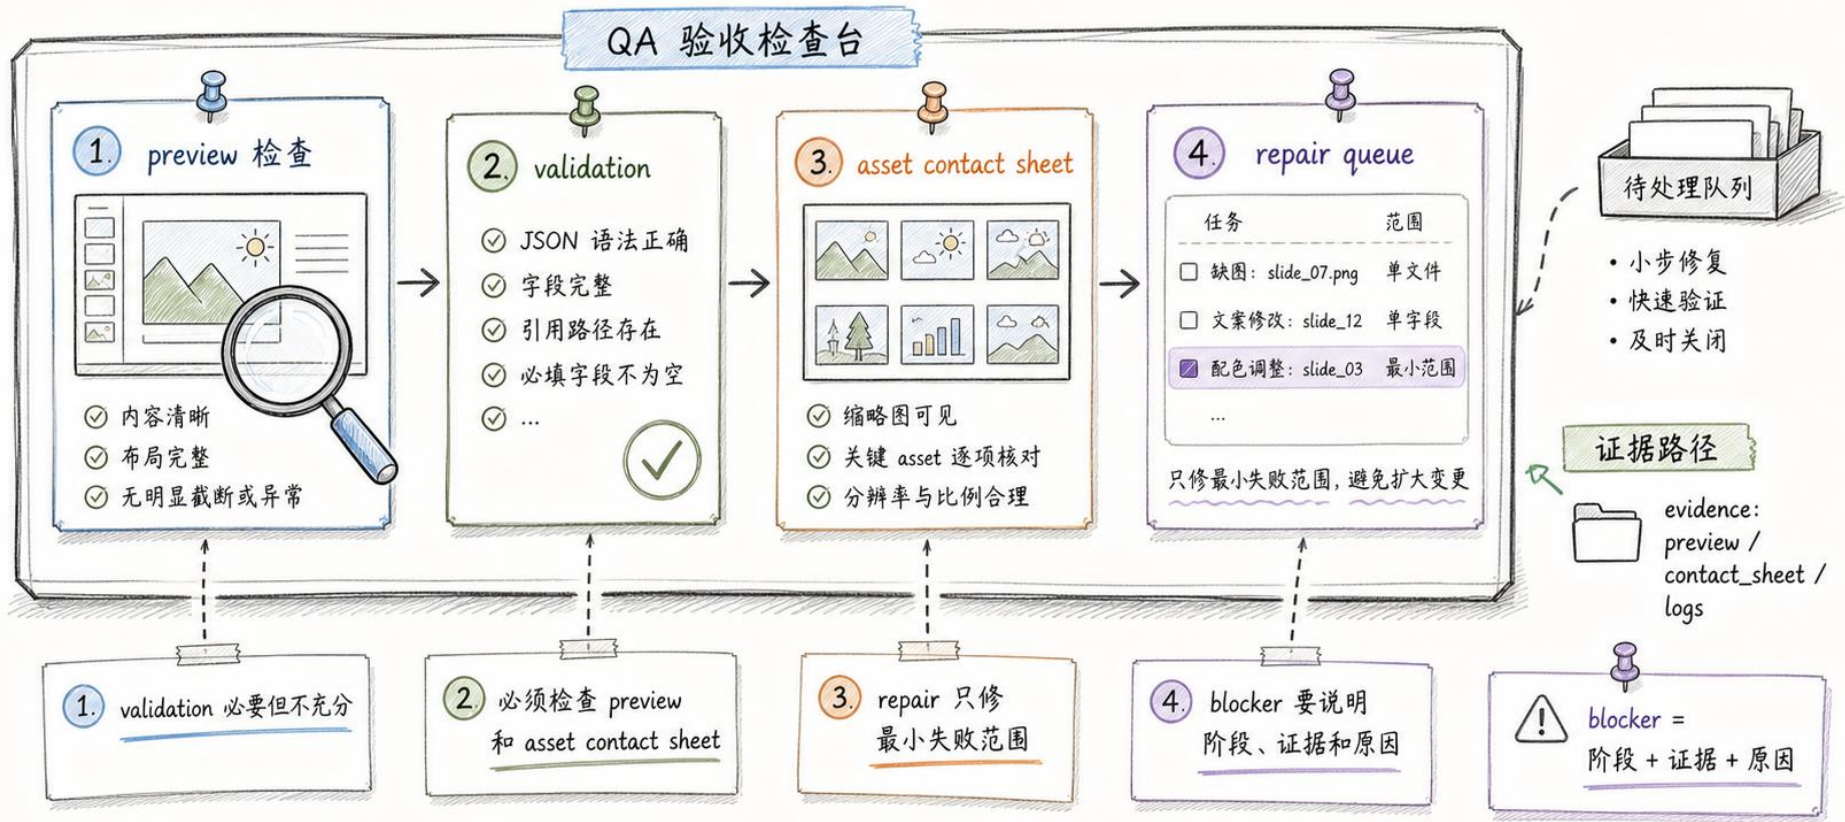 QA 验收检查台
1. preview 检查
内容清晰
布局完整
无明显截断或异常
2. validation
JSON 语法正确
字段完整
引用路径存在
必填字段不为空
...
3. asset contact sheet
缩略图可见
关键 asset 逐项核对
分辨率与比例合理
4. repair queue
任务 范围
缺图: slide_07.png 单文件
文案修改: slide_12 单字段
配色调整: slide_03 最小范围
...
只修最小失败范围, 避免扩大变更
待处理队列
• 小步修复
• 快速验证
• 及时关闭
证据路径
evidence:
preview /
contact_sheet /
logs
1. validation 必要但不充分
2. 必须检查 preview
和 asset contact sheet
3. repair 只修
最小失败范围
4. blocker 要说明
阶段、证据和原因
blocker =
阶段 + 证据 + 原因